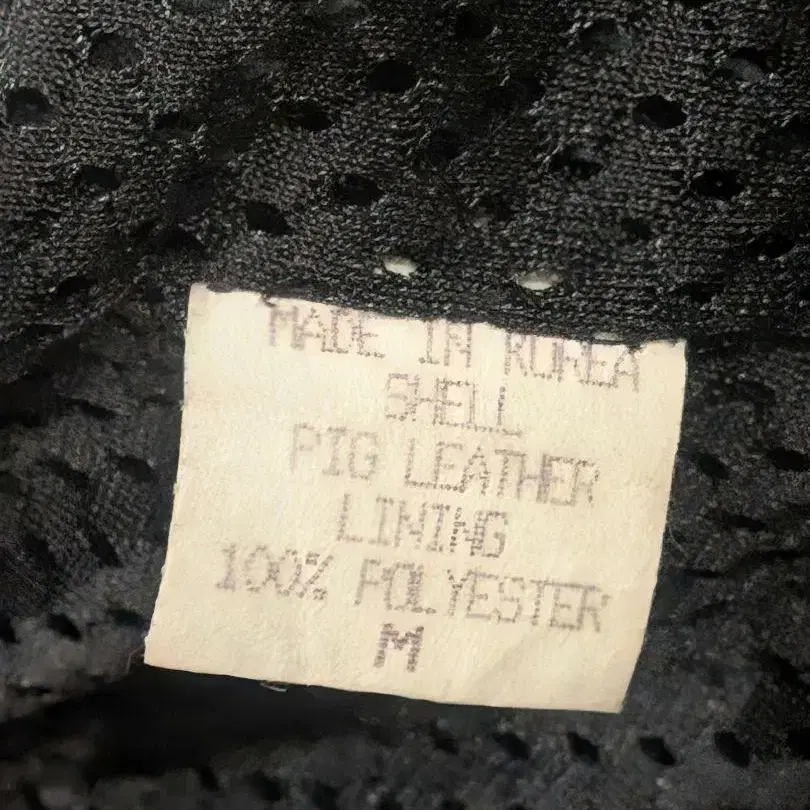 MADE IN KOREA
SHELL
PIG LEATHER
LINING
100% POLYESTER
M